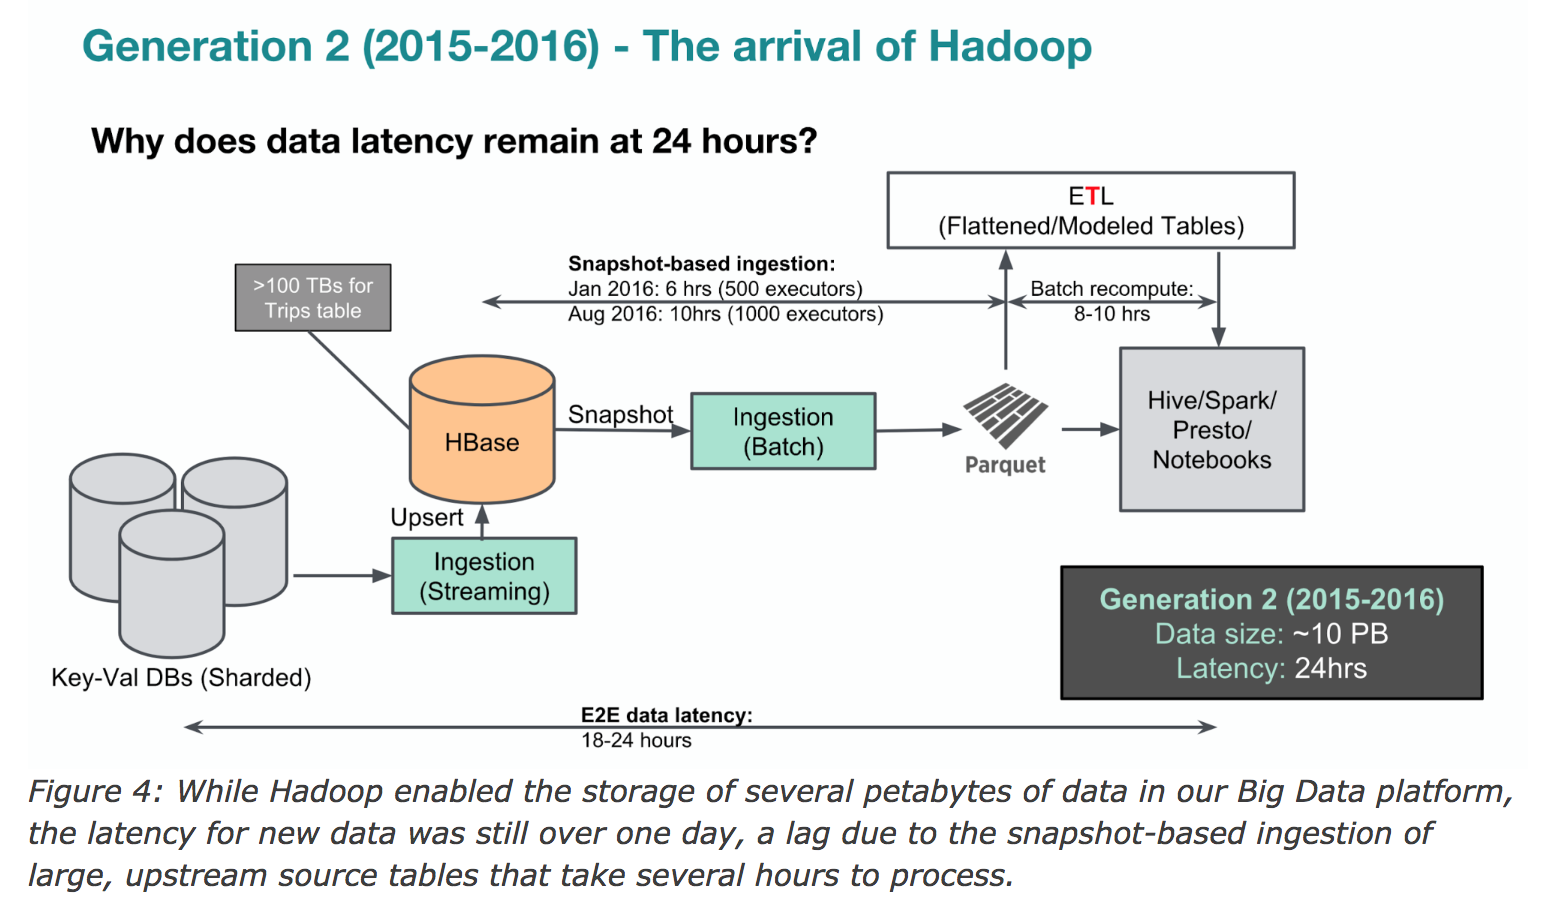 Generation 2 (2015-2016) - The arrival of Hadoop
Why does data latency remain at 24 hours?
ETL
(Flattened/Modeled Tables)
Snapshot-based ingestion:
Jan 2016: 6 hrs (500 executors)
Aug 2016: 10hrs (1000 executors)
Batch recompute:
8-10 hrs
>100 TBs for
Trips table
HBase
Snapshot
Ingestion
(Batch)
Parquet
Hive/Spark/
Presto/
Notebooks
Upsert
Ingestion
(Streaming)
Key-Val DBs (Sharded)
Generation 2 (2015-2016)
Data size: ~10 PB
Latency: 24hrs
E2E data latency:
18-24 hours
Figure 4: While Hadoop enabled the storage of several petabytes of data in our Big Data platform,
the latency for new data was still over one day, a lag due to the snapshot-based ingestion of
large, upstream source tables that take several hours to process.